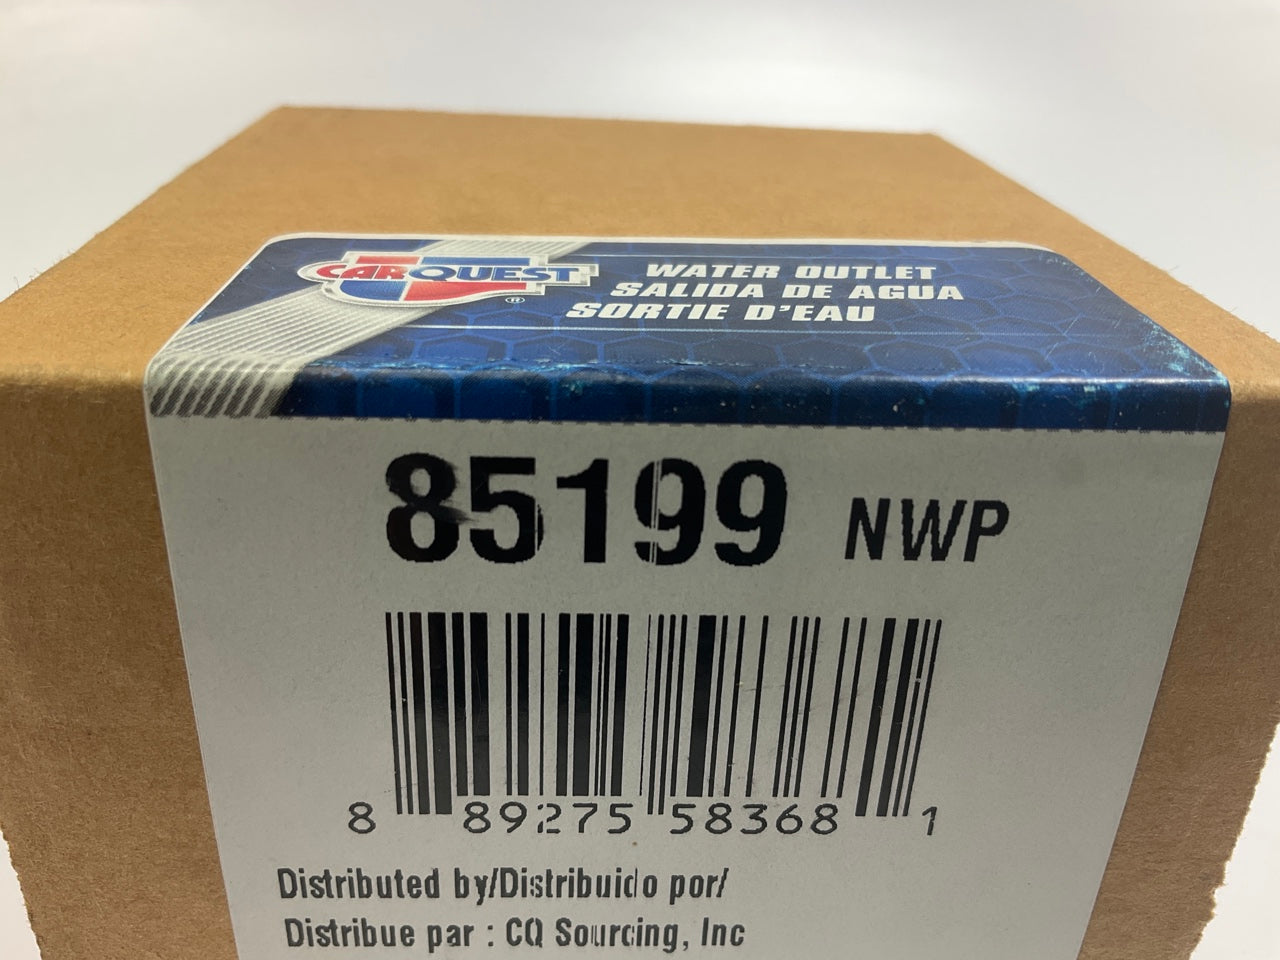 CARQUEST®
WATER OUTLET
SALIDA DE AGUA
SORTIE D'EAU
85199 NWP
8 89275 58368 1
Distributed by/Distribuido por/
Distribue par : CQ Sourcing, Inc